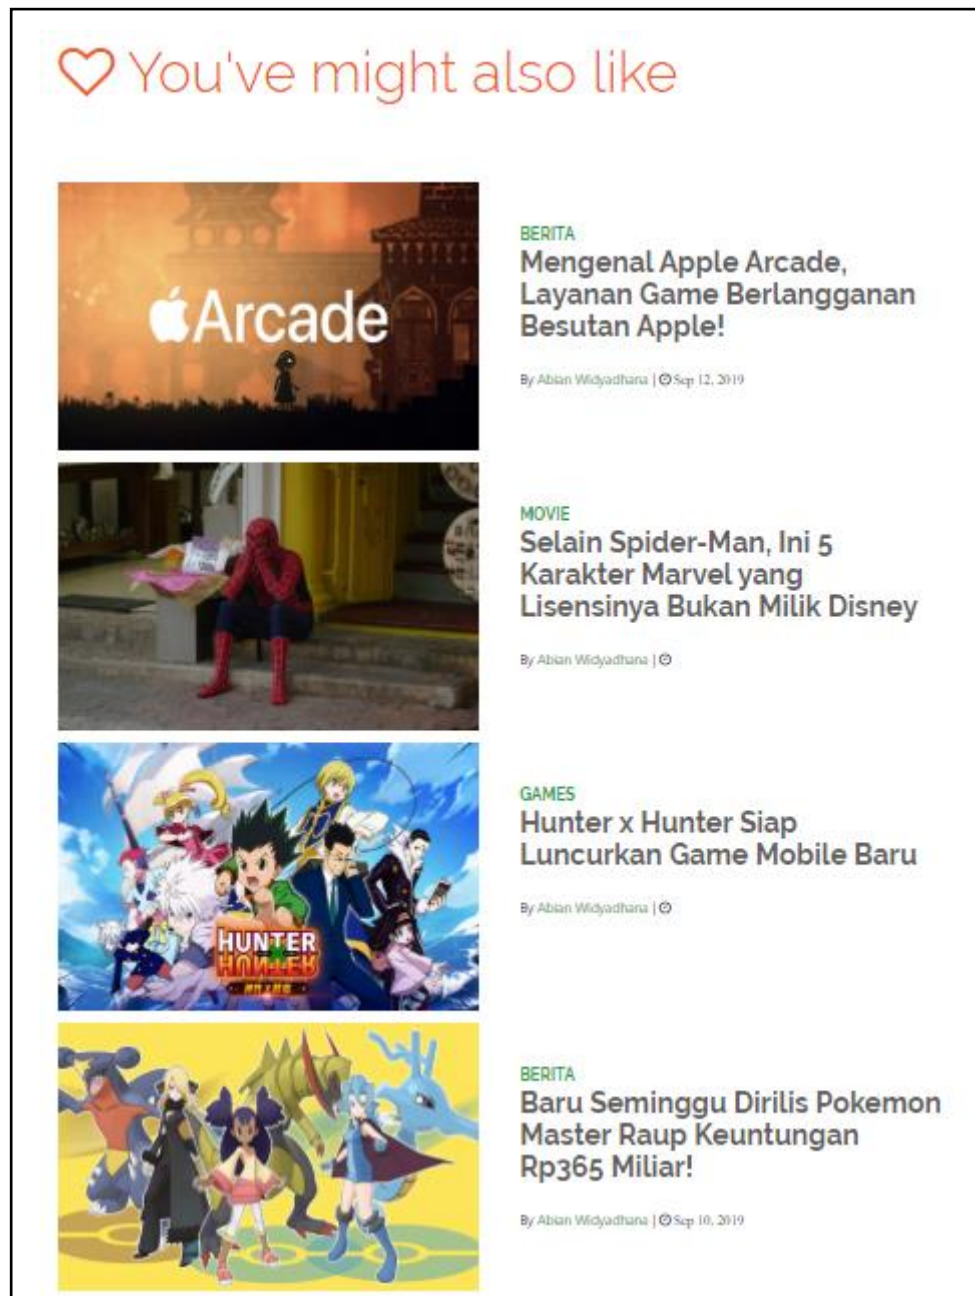 You've might also like
Arcade
BERITA
Mengenal Apple Arcade,
Layanan Game Berlangganan
Besutan Apple!
By Abian Widyadhana | Sep 12, 2019
MOVIE
Selain Spider-Man, Ini 5
Karakter Marvel yang
Lisensinya Bukan Milik Disney
By Abian Widyadhana |
HUNTER
HUNTER
GAMES
Hunter x Hunter Siap
Luncurkan Game Mobile Baru
By Abian Widyadhana |
BERITA
Baru Seminggu Dirilis Pokemon
Master Raup Keuntungan
Rp365 Miliar!
By Abian Widyadhana | Sep 10, 2019